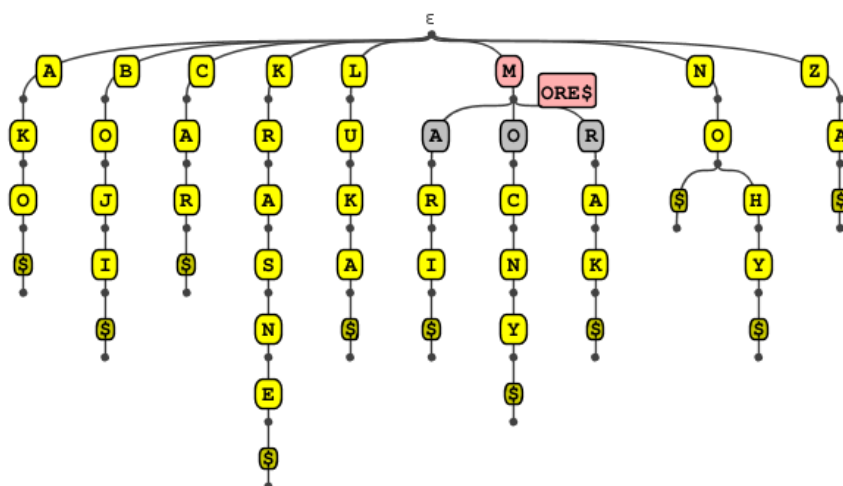 ε
A B C K L M N Z
ORE$
K O A R U A O R O A
O J R A K R C A $ H $
$ I $ S A I N K Y
$ N $ $ Y $ $
E $
$